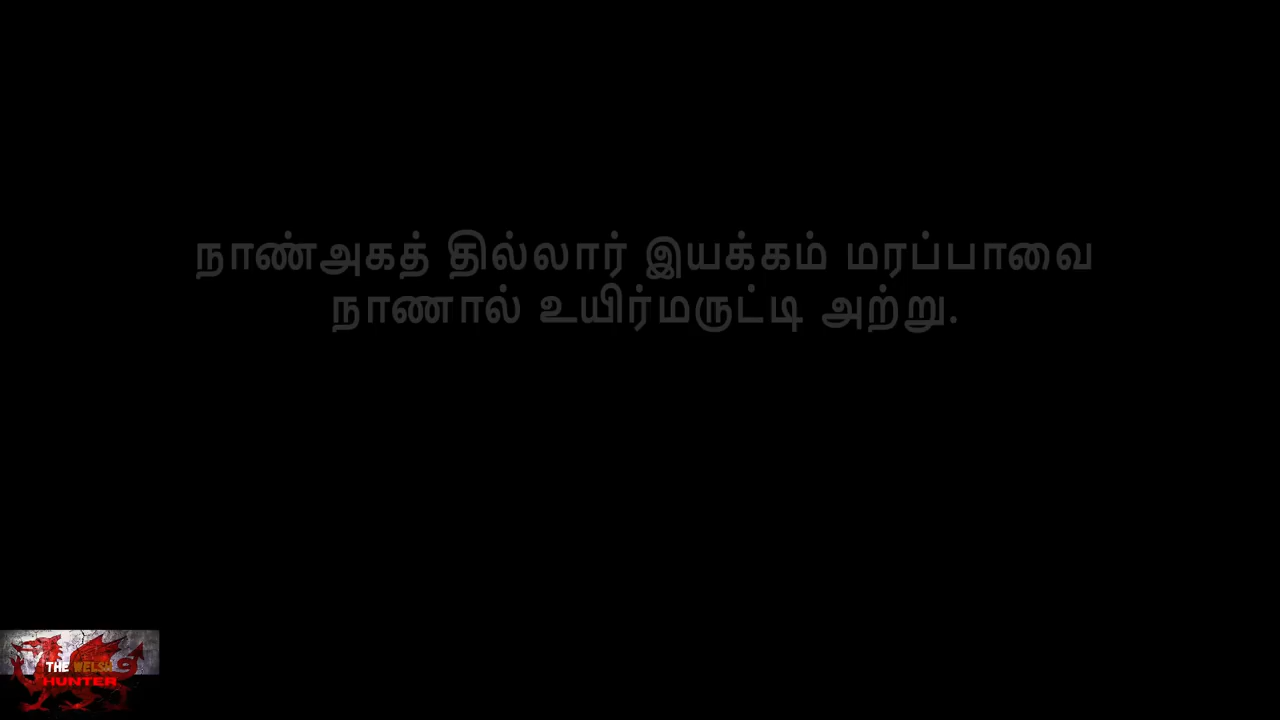 நாண்அகத் தில்லார் இயக்கம் மரப்பாவை
நாணால் உயிர்மருட்டி அற்று.
THE WELSH
HUNTER